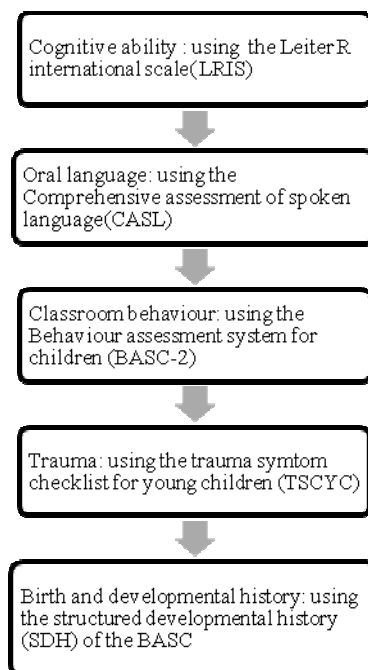 Cognitive ability : using the Leiter R
international scale(LRIS)
Oral language: using the
Comprehensive assessment of spoken
language(CASL)
Classroom behaviour: using the
Behaviour assessment system for
children (BASC-2)
Trauma: using the trauma symtom
checklist for young children (TSCYC)
Birth and developmental history: using
the structured developmental history
(SDH) of the BASC